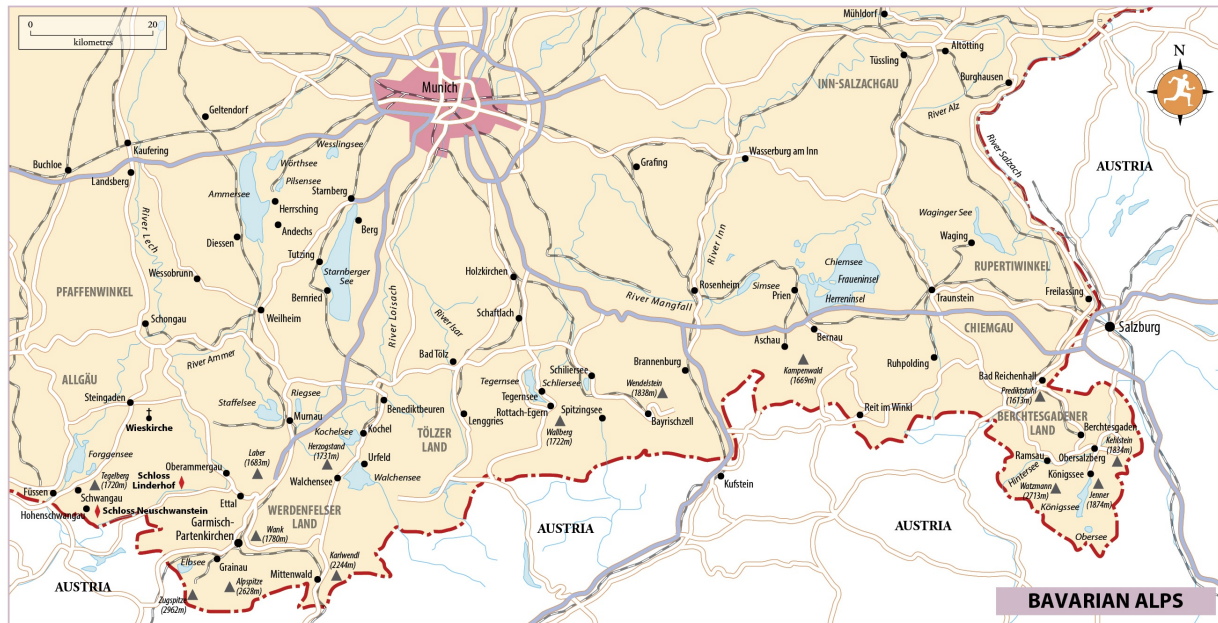 0
20
kilometres
Mühldorf
Altötting
Tüssling
Burghausen
INN-SALZACHGAU
N
Munich
Geltendorf
River Alz
River Salzach
Kaufering
Wesslingsee
Buchloe
Landsberg
Wörthsee
Pilsensee
Grafing
Wasserburg am Inn
AUSTRIA
Ammersee
Starnberg
Herrsching
Andechs
Berg
River Lech
Diessen
Tutzing
Waginger See
Waging
River Inn
Wessobrunn
Starnberger
See
Holzkirchen
Chiemsee
Fraueninsel
RUPERTIWINKEL
PFAFFENWINKEL
Bernried
River Loisach
Rosenheim
Simsee
Prien
Herreninsel
Traunstein
Freilassing
River Mangfall
Schongau
Weilheim
River Isar
Schaftlach
CHIEMGAU
Salzburg
River Ammer
Bad Tölz
Aschau
Bernau
ALLGÄU
Schliersee
Brannenburg
Kampenwald
(1669m)
Ruhpolding
Bad Reichenhall
Steingaden
Staffelsee
Riegsee
Benediktbeuren
Tegernsee
Tegernsee
Schliersee
Wendelstein
(1838m)
Predikstuhl
(1613m)
Wieskirche
Murnau
Rottach-Egern
Spitzingsee
Bayrischzell
Reit im Winkl
BERCHTESGADENER
LAND
Kochelsee
Kochel
Lenggries
Wallberg
(1722m)
Berchtesgaden
TÖLZER
LAND
Forggensee
Laber
(1683m)
Herzogstand
(1731m)
Kehlstein
(1834m)
Oberammergau
Urfeld
Ramsau
Obersalzberg
Tegelberg
(1720m)
Schloss
Linderhof
Walchensee
Walchensee
Hintersee
Königssee
Füssen
Schwangau
Kufstein
Watzmann
(2713m)
Jenner
(1874m)
Hohenschwangau
Schloss Neuschwanstein
Ettal
WERDENFELSER
LAND
Königssee
Garmisch-
Partenkirchen
Wank
(1780m)
AUSTRIA
AUSTRIA
Obersee
Elbsee
Grainau
Karlwendl
(2244m)
AUSTRIA
Alpspitze
(2628m)
Mittenwald
Zugspitze
(2962m)
BAVARIAN ALPS